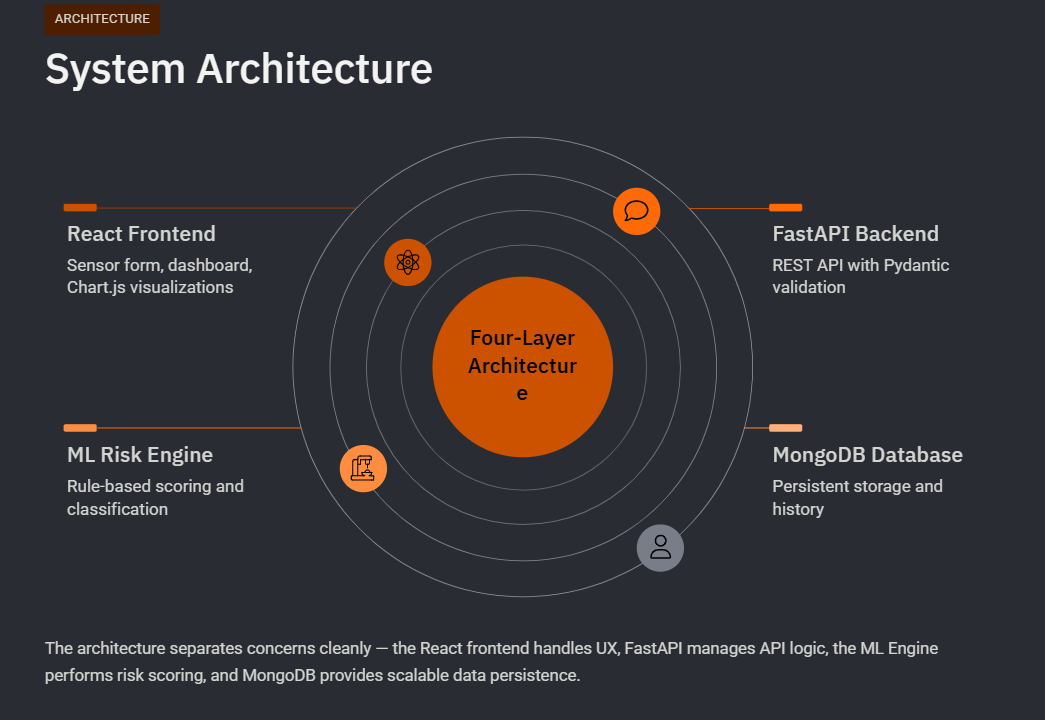 ARCHITECTURE
System Architecture
React Frontend
Sensor form, dashboard,
Chart.js visualizations
FastAPI Backend
REST API with Pydantic
validation
Four-Layer
Architectur
e
ML Risk Engine
Rule-based scoring and
classification
MongoDB Database
Persistent storage and
history
The architecture separates concerns cleanly — the React frontend handles UX, FastAPI manages API logic, the ML Engine
performs risk scoring, and MongoDB provides scalable data persistence.